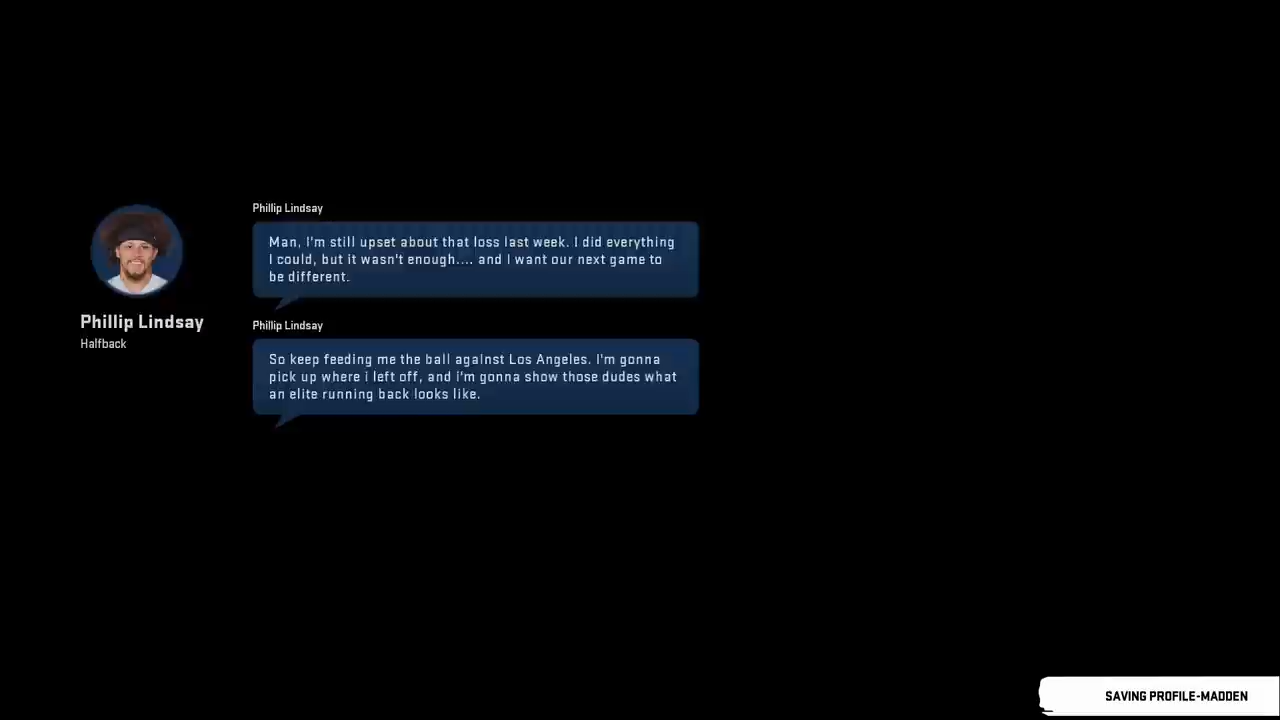 Phillip Lindsay
Man, I'm still upset about that loss last week. I did everything
I could, but it wasn't enough.... and I want our next game to
be different.
Phillip Lindsay
Halfback
Phillip Lindsay
So keep feeding me the ball against Los Angeles. I'm gonna
pick up where i left off, and i'm gonna show those dudes what
an elite running back looks like.
SAVING PROFILE-MADDEN